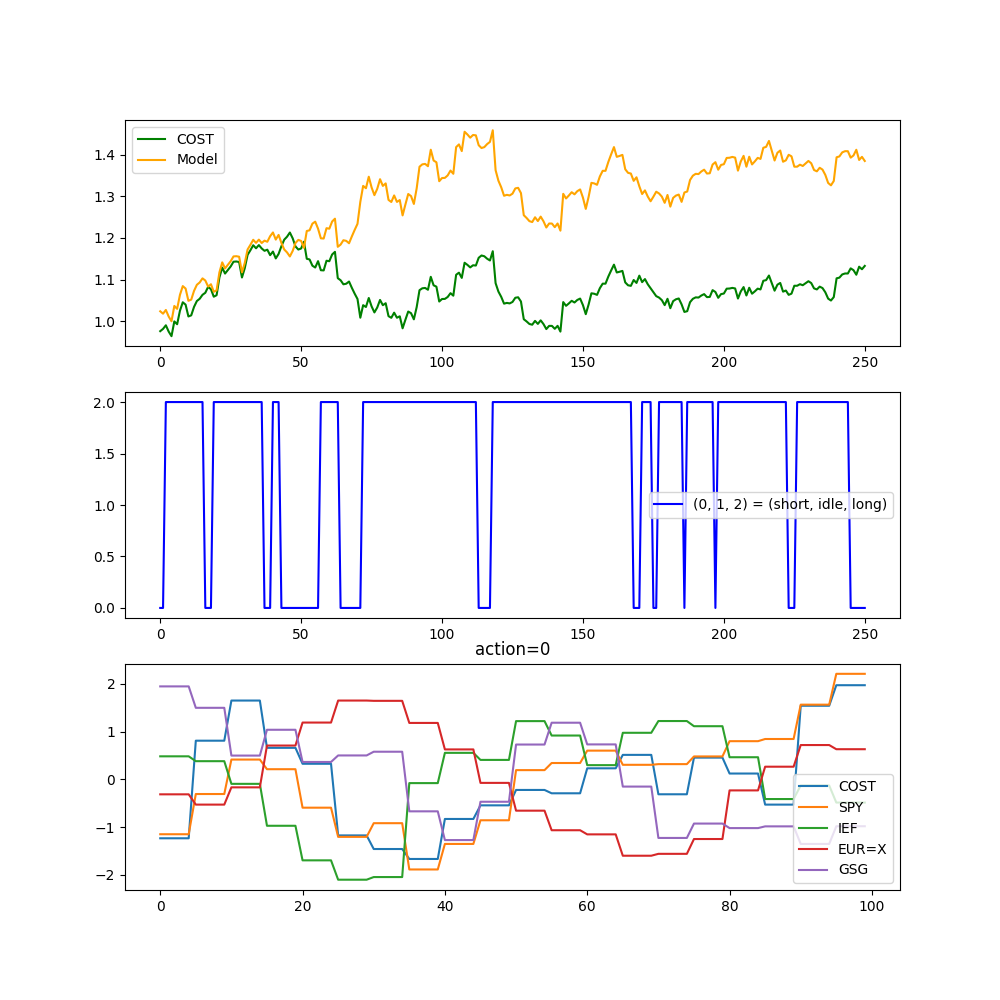 COST
Model
1.4
1.3
1.2
1.1
1.0
0 50 100 150 200 250
2.0
1.5
1.0
0.5
0.0
(0, 1, 2) = (short, idle, long)
0 50 100 150 200 250
action=0
2
1
0
−1
−2
COST
SPY
IEF
EUR=X
GSG
0 20 40 60 80 100